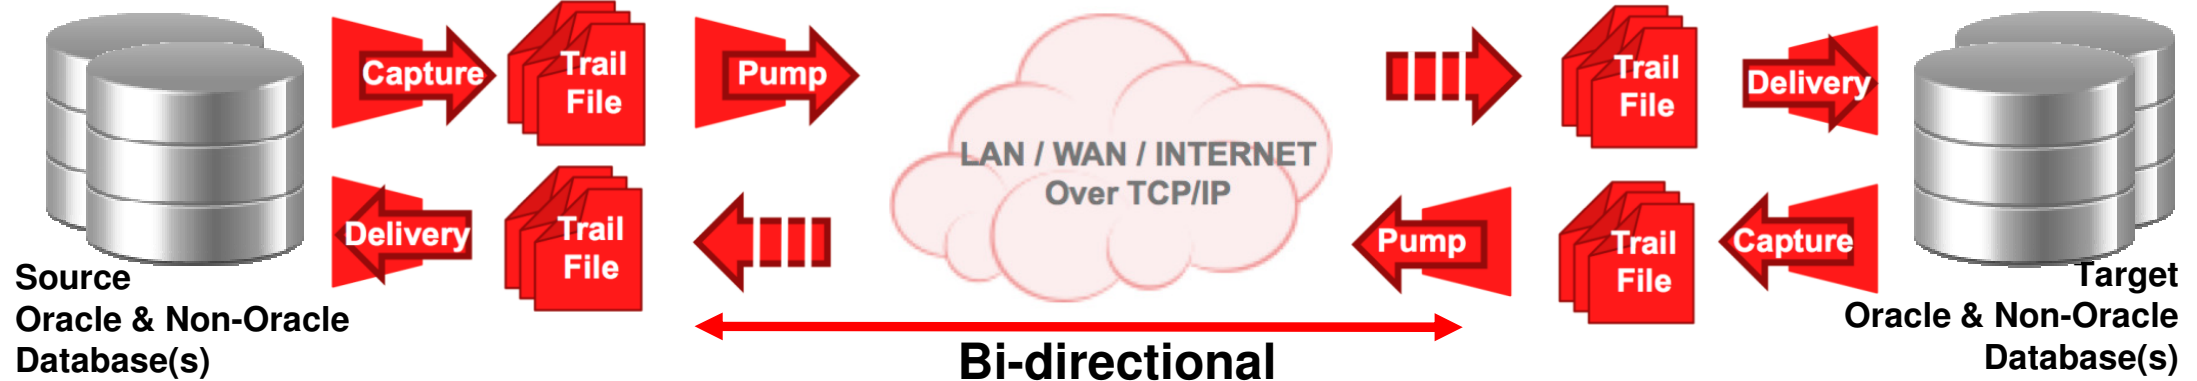 Capture
Trail
File
Pump
LAN / WAN / INTERNET
Over TCP/IP
Trail
File
Delivery
Delivery
Trail
File
Pump
Trail
File
Capture
Source
Oracle & Non-Oracle
Database(s)
Bi-directional
Target
Oracle & Non-Oracle
Database(s)